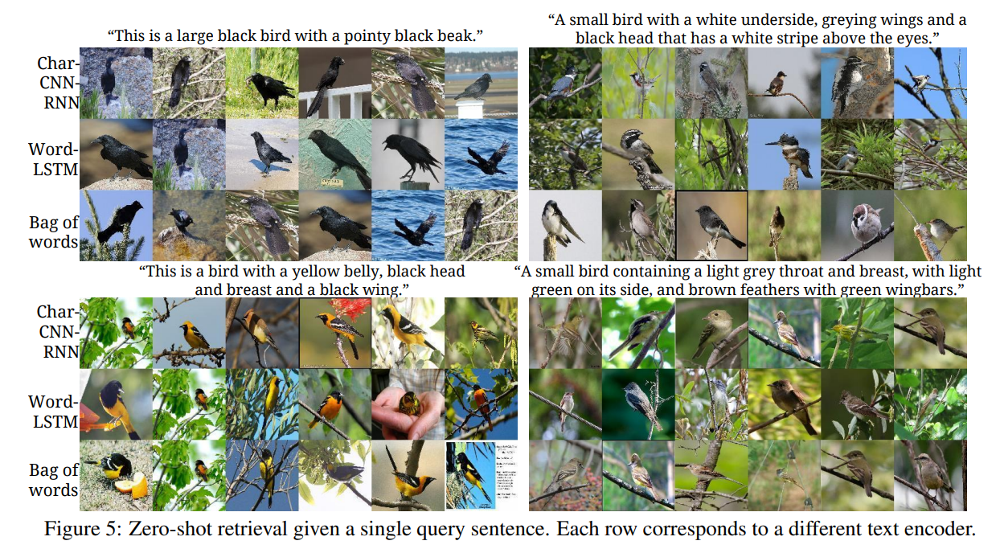 “This is a large black bird with a pointy black beak.”
“A small bird with a white underside, greying wings and a
black head that has a white stripe above the eyes.”
Char-
CNN-
RNN
Word-
LSTM
Bag of
words
“This is a bird with a yellow belly, black head
and breast and a black wing.”
“A small bird containing a light grey throat and breast, with light
green on its side, and brown feathers with green wingbars.”
Char-
CNN-
RNN
Word-
LSTM
Bag of
words
Figure 5: Zero-shot retrieval given a single query sentence. Each row corresponds to a different text encoder.